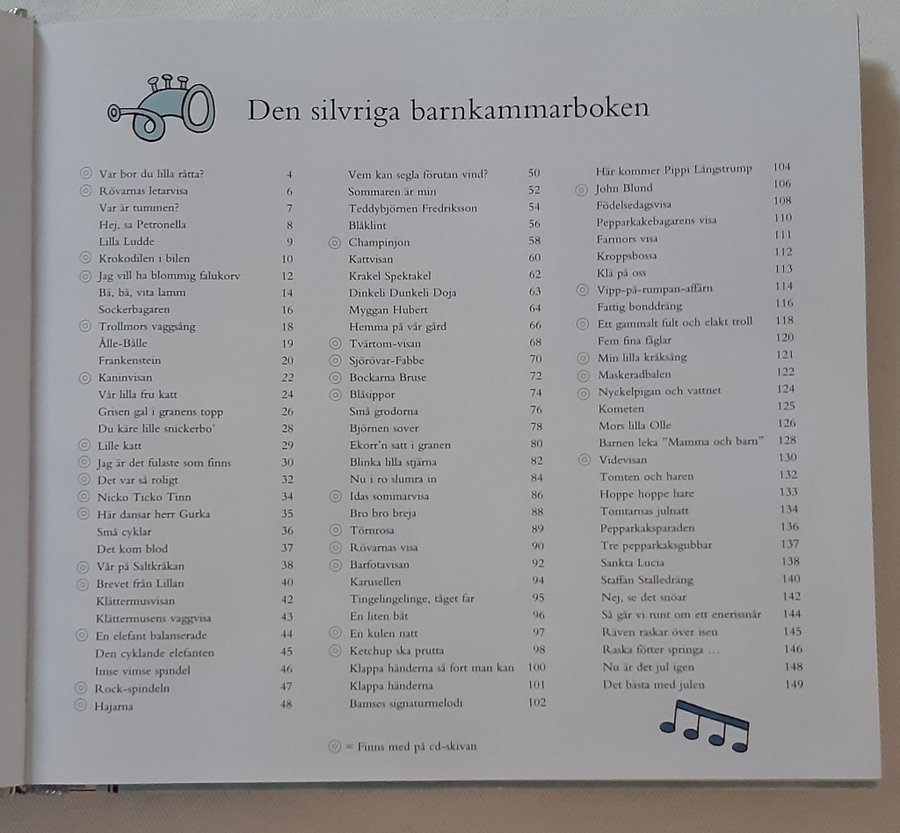 Den silvriga barnkammarboken
Var bor du lilla råtta? 4
Rövarnas letarvisa 6
Var är tummen? 7
Hej, sa Petronella 8
Lilla Ludde 9
Krokodilen i bilen 10
Jag vill ha blommig falukorv 12
Bä, bä, vita lamm 14
Sockerbagaren 16
Trollmors vaggsång 18
Ålle-Bålle 19
Frankenstein 20
Kaninvisan 22
Vår lilla fru katt 24
Grisen gal i granens topp 26
Du käre lille snickerbo' 28
Lille katt 29
Jag är det fulaste som finns 30
Det var så roligt 32
Nicko Ticko Tinn 34
Här dansar herr Gurka 35
Små cyklar 36
Det kom blod 37
Vår på Saltkråkan 38
Brevet från Lillan 40
Klättermusvisan 42
Klättermusens vaggvisa 43
En elefant balanserade 44
Den cyklande elefanten 45
Imse vimse spindel 46
Rock-spindeln 47
Hajarna 48
Vem kan segla förutan vind? 50
Sommaren är min 52
Teddybjörnen Fredriksson 54
Blåklint 56
Champinjon 58
Kattvisan 60
Krakel Spektakel 62
Dinkeli Dunkeli Doja 63
Myggan Hubert 64
Hemma på vår gård 66
Tvärtom-visan 68
Sjörövar-Fabbe 70
Bockarna Bruse 72
Blåsippor 74
Små grodorna 76
Björnen sover 78
Ekorr'n satt i granen 80
Blinka lilla stjärna 82
Nu i ro slumra in 84
Idas sommarvisa 86
Bro bro breja 88
Törnrosa 89
Rövarnas visa 90
Barfotavisan 92
Karusellen 94
Tingelingelinge, tåget far 95
En liten båt 96
En kulen natt 97
Ketchup ska prutta 98
Klappa händerna så fort man kan 100
Klappa händerna 101
Bamses signaturmelodi 102
Här kommer Pippi Långstrump 104
John Blund 106
Födelsedagsvisa 108
Pepparkakebagarens visa 110
Farmors visa 111
Kroppsbossa 112
Klä på oss 113
Vipp-på-rumpan-affärn 114
Fattig bonddräng 116
Ett gammalt fult och elakt troll 118
Fem fina fåglar 120
Min lilla kråksång 121
Maskeradbalen 122
Nyckelpigan och vattnet 124
Kometen 125
Mors lilla Olle 126
Barnen leka "Mamma och barn" 128
Videvisan 130
Tomten och haren 132
Hoppe hoppe hare 133
Tomtarnas julnatt 134
Pepparkaksparaden 136
Tre pepparkaksgubbar 137
Sankta Lucia 138
Staffan Stalledräng 140
Nej, se det snöar 142
Så går vi runt om ett enerissnår 144
Räven raskar över isen 145
Raska fötter springa ... 146
Nu är det jul igen 148
Det bästa med julen 149
= Finns med på cd-skivan